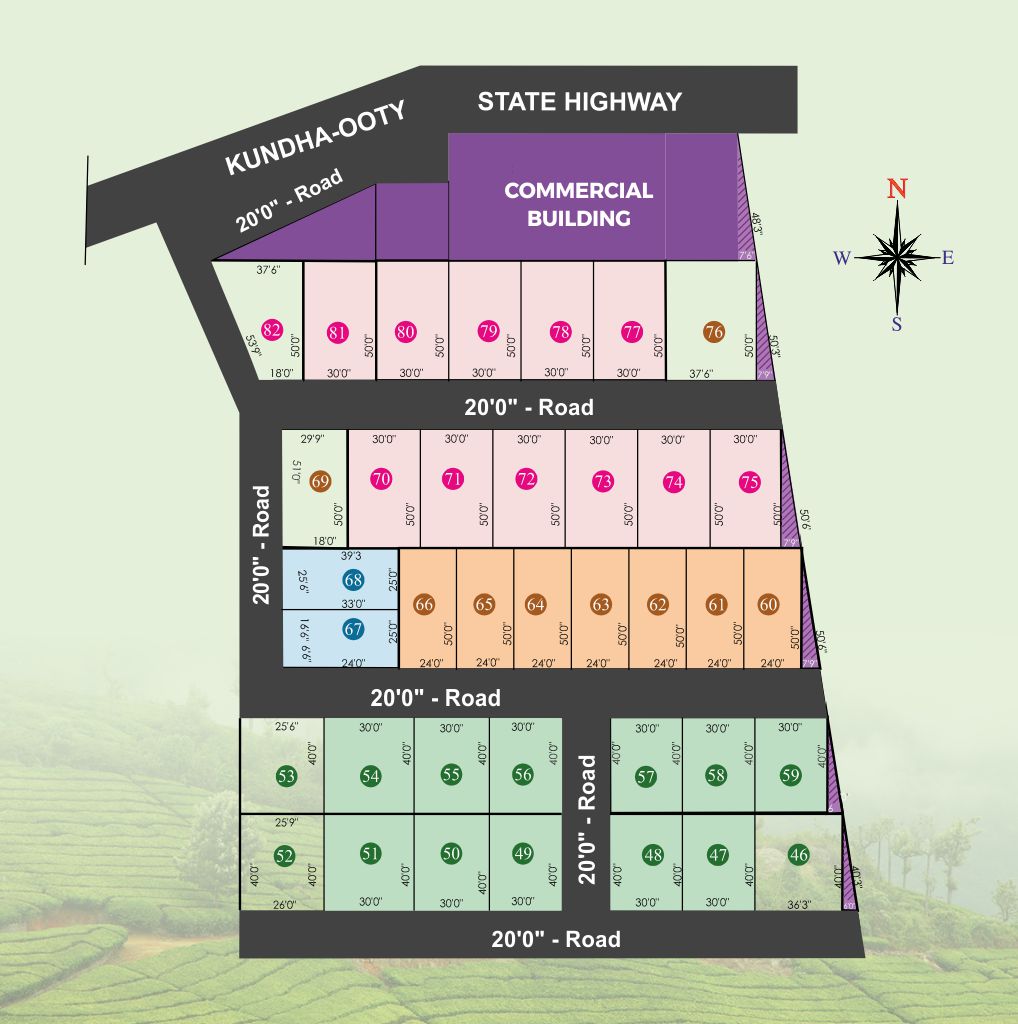 STATE HIGHWAY
KUNDHA-OOTY
20'0" - Road
COMMERCIAL
BUILDING
48'3"
7'6"
N
W E
S
37'6"
82 81 80 79 78 77 76
53'9" 50'0" 50'0" 50'0" 50'0" 50'0" 50'0" 50'0" 50'3"
18'0" 30'0" 30'0" 30'0" 30'0" 30'0" 37'6" 7'9"
20'0" - Road
29'9" 30'0" 30'0" 30'0" 30'0" 30'0" 30'0"
51'0" 69 70 71 72 73 74 75
50'0" 50'0" 50'0" 50'0" 50'0" 50'0" 50'0" 50'6
18'0" 7'9"
20'0" - Road
39'3
25'6" 68 25'0"
33'0"
66 65 64 63 62 61 60
16'6" 6'6" 67 25'0"
50'0" 50'0" 50'0" 50'0" 50'0" 50'0" 50'0" 50'6"
24'0" 24'0" 24'0" 24'0" 24'0" 24'0" 24'0" 24'0" 7'9"
20'0" - Road
25'6" 30'0" 30'0" 30'0" 30'0" 30'0" 30'0"
40'0" 40'0" 40'0" 40'0" 40'0" 40'0" 40'0" 40'0"
53 54 55 56 57 58 59
6
20'0" - Road
25'9"
52 51 50 49 48 47 46
40'0" 40'0" 40'0" 40'0" 40'0" 40'0" 40'0" 40'0" 40'0" 40'3"
26'0" 30'0" 30'0" 30'0" 30'0" 30'0" 36'3" 6'0"
20'0" - Road